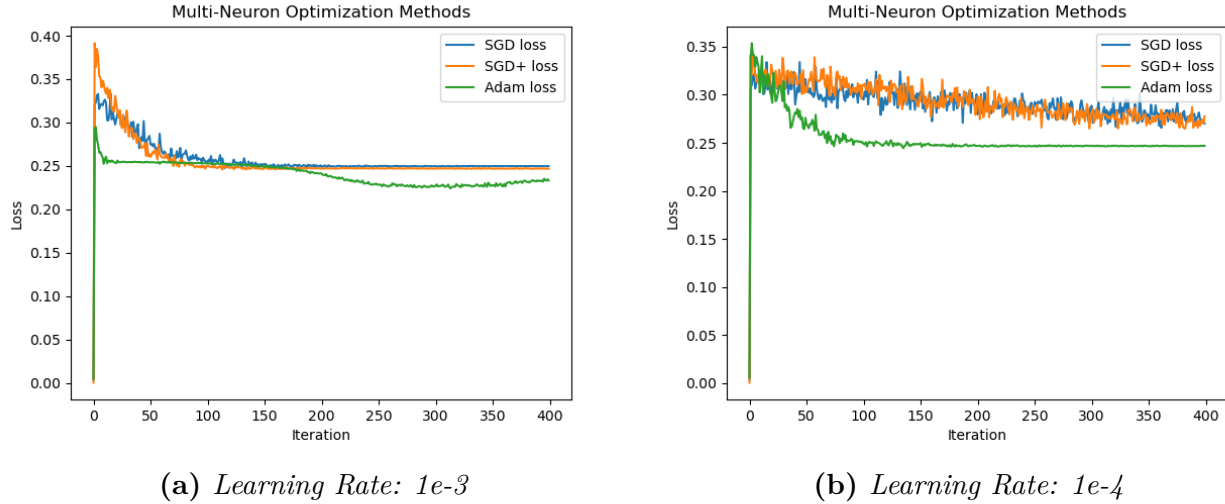 Multi-Neuron Optimization Methods
0.40
0.35
0.30
0.25
0.20
0.15
0.10
0.05
0.00
Loss
SGD loss
SGD+ loss
Adam loss
0 50 100 150 200 250 300 350 400
Iteration
(a) Learning Rate: 1e-3
Multi-Neuron Optimization Methods
0.35
0.30
0.25
0.20
0.15
0.10
0.05
0.00
Loss
SGD loss
SGD+ loss
Adam loss
0 50 100 150 200 250 300 350 400
Iteration
(b) Learning Rate: 1e-4